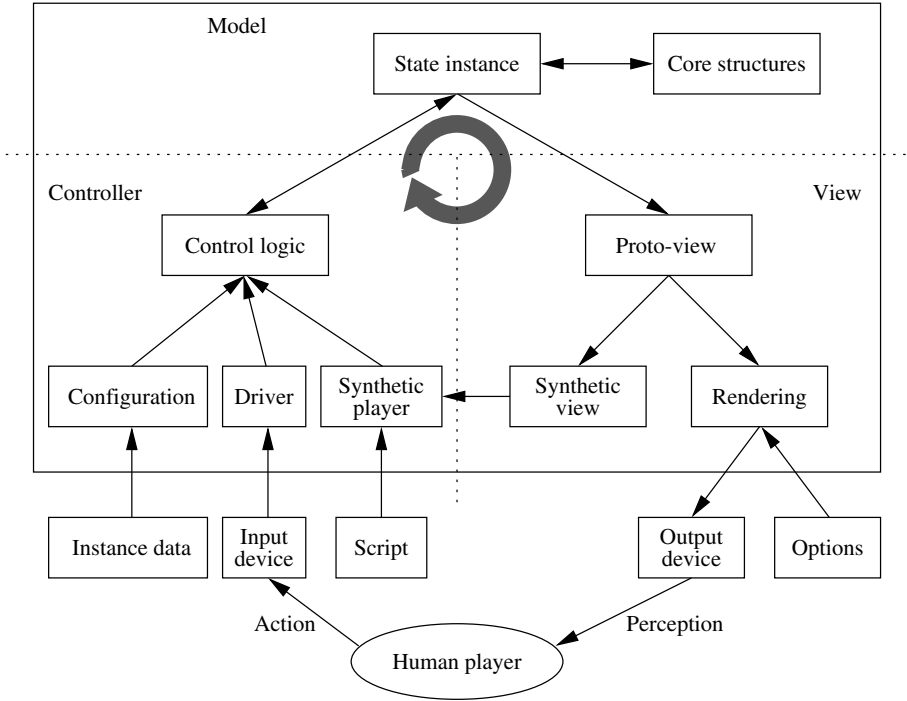 Model
State instance
Core structures
Controller
View
Control logic
Proto-view
Configuration
Driver
Synthetic
player
Synthetic
view
Rendering
Instance data
Input
device
Script
Output
device
Options
Action
Perception
Human player